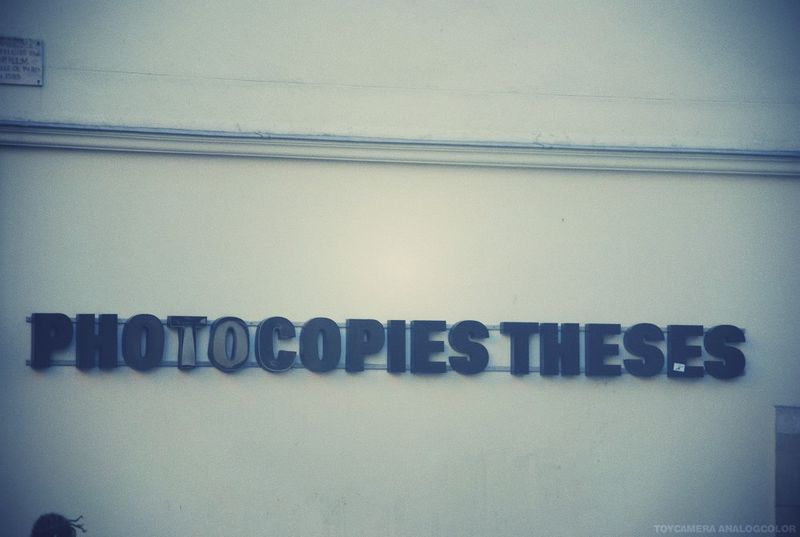 PHOTOCOPIES THESES
TOYCAMERA ANALOGCOLOR